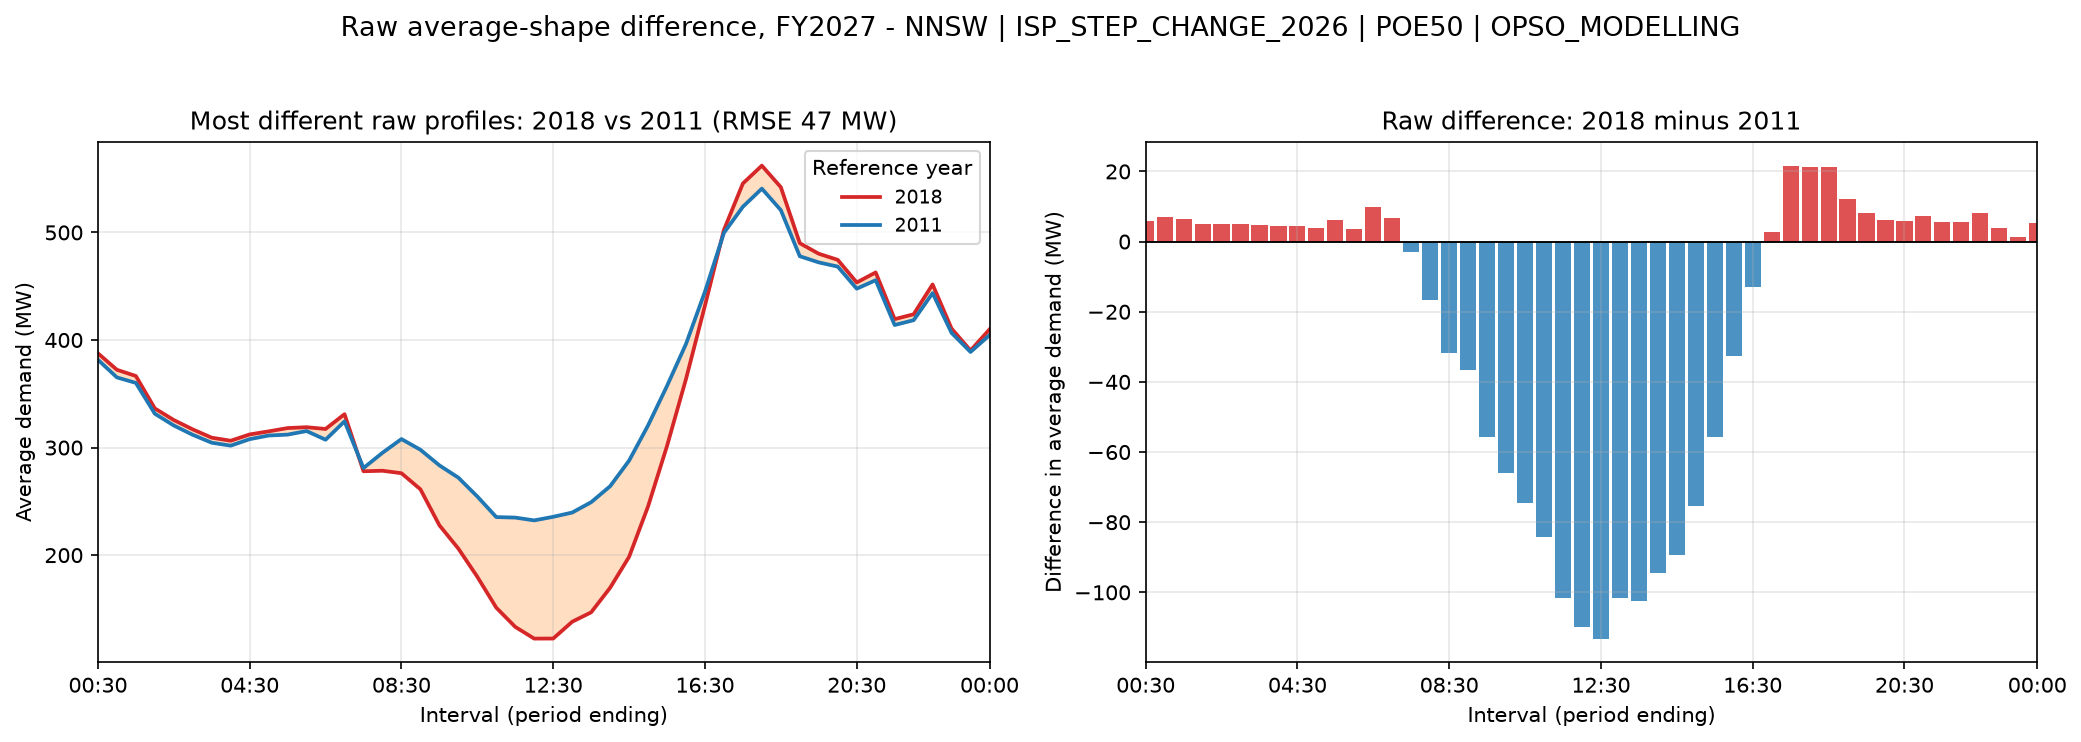 Raw average-shape difference, FY2027 - NNSW | ISP_STEP_CHANGE_2026 | POE50 | OPSO_MODELLING
Most different raw profiles: 2018 vs 2011 (RMSE 47 MW)
Average demand (MW)
500
400
300
200
Reference year
2018
2011
00:30 04:30 08:30 12:30 16:30 20:30 00:00
Interval (period ending)
Raw difference: 2018 minus 2011
Difference in average demand (MW)
20
0
−20
−40
−60
−80
−100
00:30 04:30 08:30 12:30 16:30 20:30 00:00
Interval (period ending)